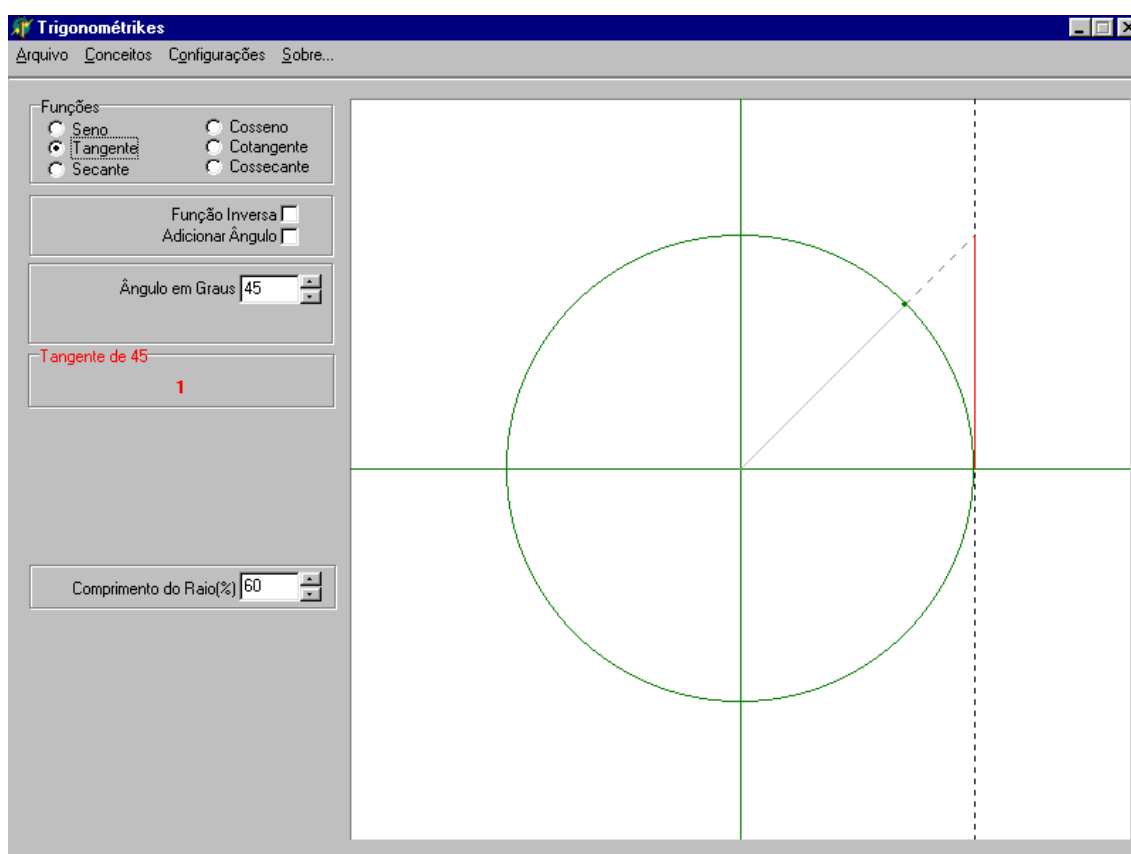 Trigonométrikes
Arquivo Conceitos Configurações Sobre...
Funções
Seno Cosseno
Tangente Cotangente
Secante Cossecante
Função Inversa
Adicionar Ângulo
Ângulo em Graus 45
Tangente de 45
1
Comprimento do Raio(%) 60